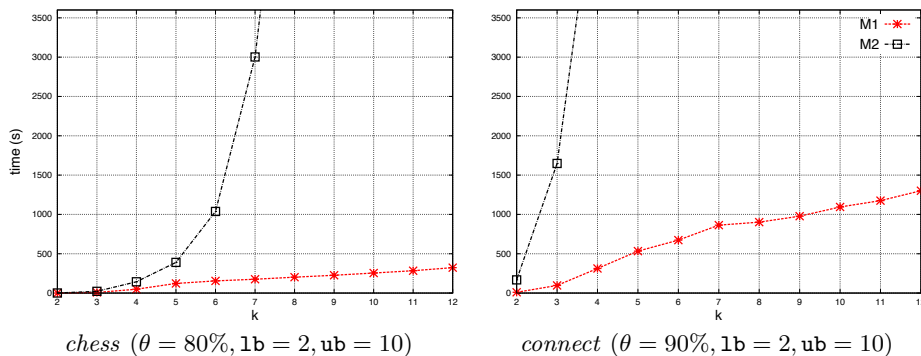 3500
3000
2500
2000
1500
1000
500
0
time (s)
2 3 4 5 6 7 8 9 10 11 12
k
chess (θ = 80%, lb = 2, ub = 10)
3500
3000
2500
2000
1500
1000
500
0
M1
M2
2 3 4 5 6 7 8 9 10 11 1
k
connect (θ = 90%, lb = 2, ub = 10)